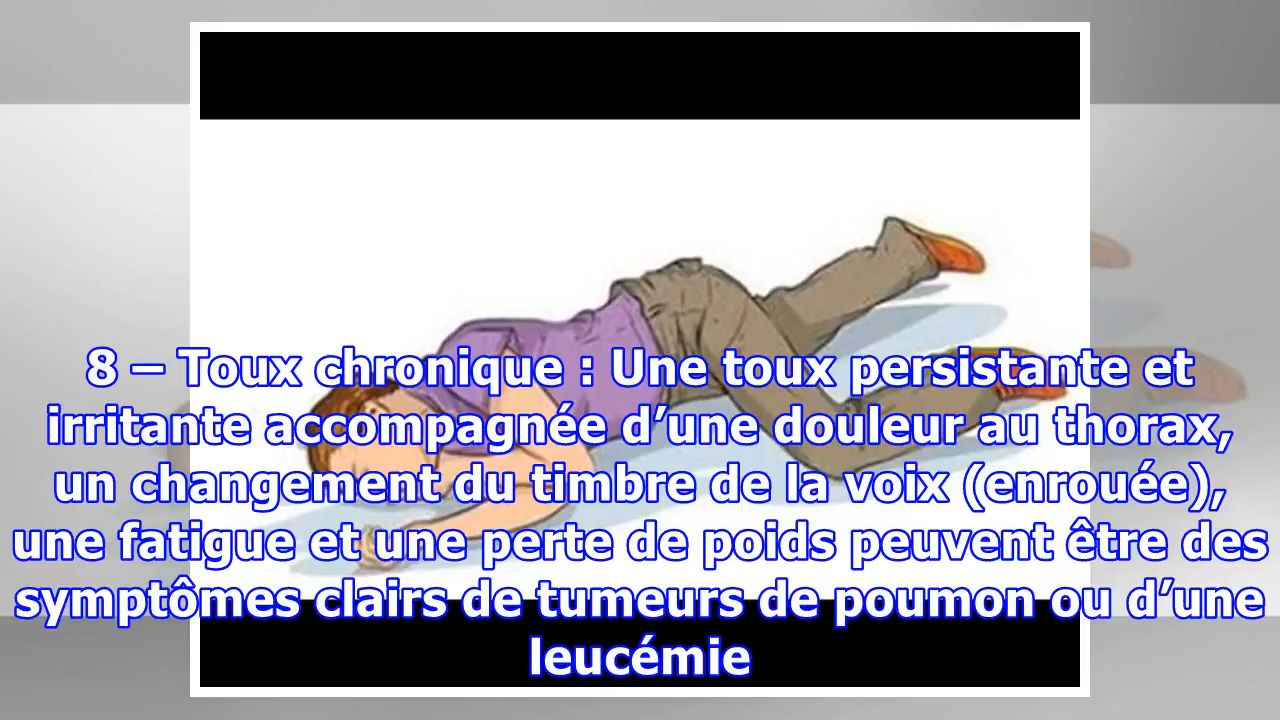 8 – Toux chronique : Une toux persistante et
irritante accompagnée d’une douleur au thorax,
un changement du timbre de la voix (enrouée),
une fatigue et une perte de poids peuvent être des
symptômes clairs de tumeurs de poumon ou d’une
leucémie